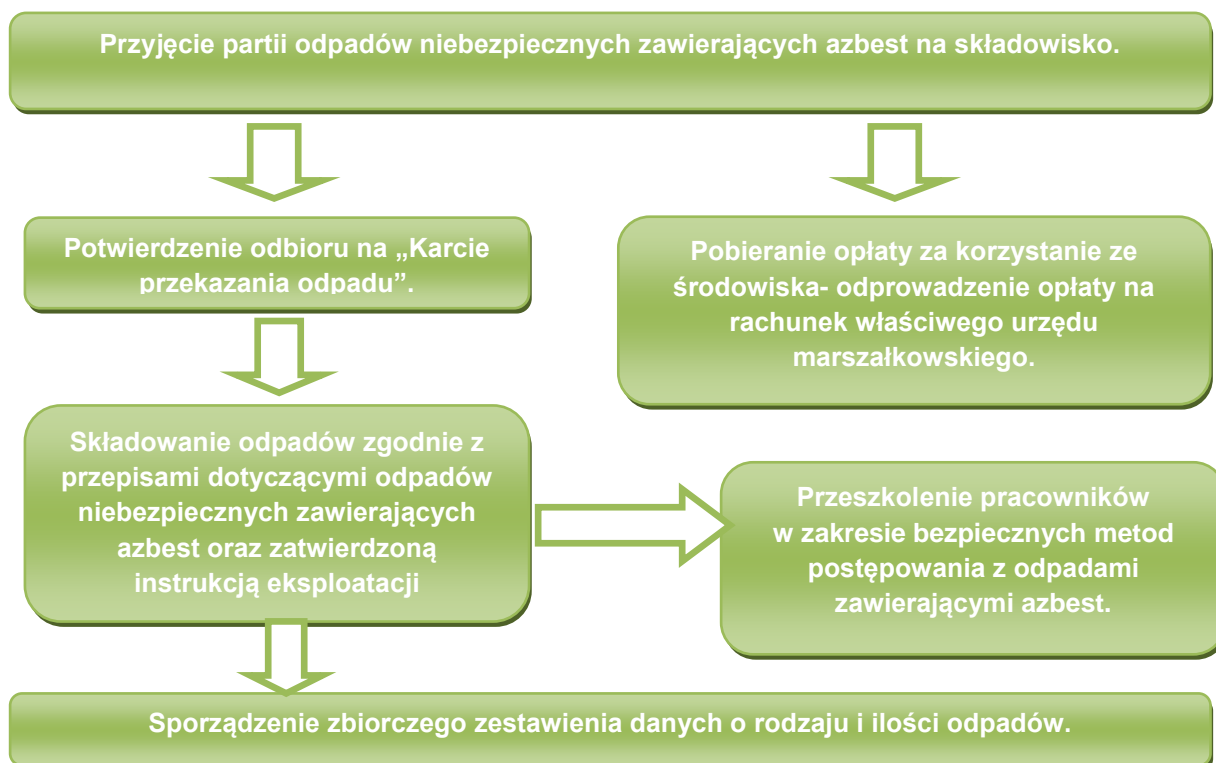 Przyjęcie partii odpadów niebezpiecznych zawierających azbest na składowisko.
Potwierdzenie odbioru na „Karcie
przekazania odpadu”.
Pobieranie opłaty za korzystanie ze
środowiska- odprowadzenie opłaty na
rachunek właściwego urzędu
marszałkowskiego.
Składowanie odpadów zgodnie z
przepisami dotyczącymi odpadów
niebezpiecznych zawierających
azbest oraz zatwierdzoną
instrukcją eksploatacji
Przeszkolenie pracowników
w zakresie bezpiecznych metod
postępowania z odpadami
zawierającymi azbest.
Sporządzenie zbiorczego zestawienia danych o rodzaju i ilości odpadów.